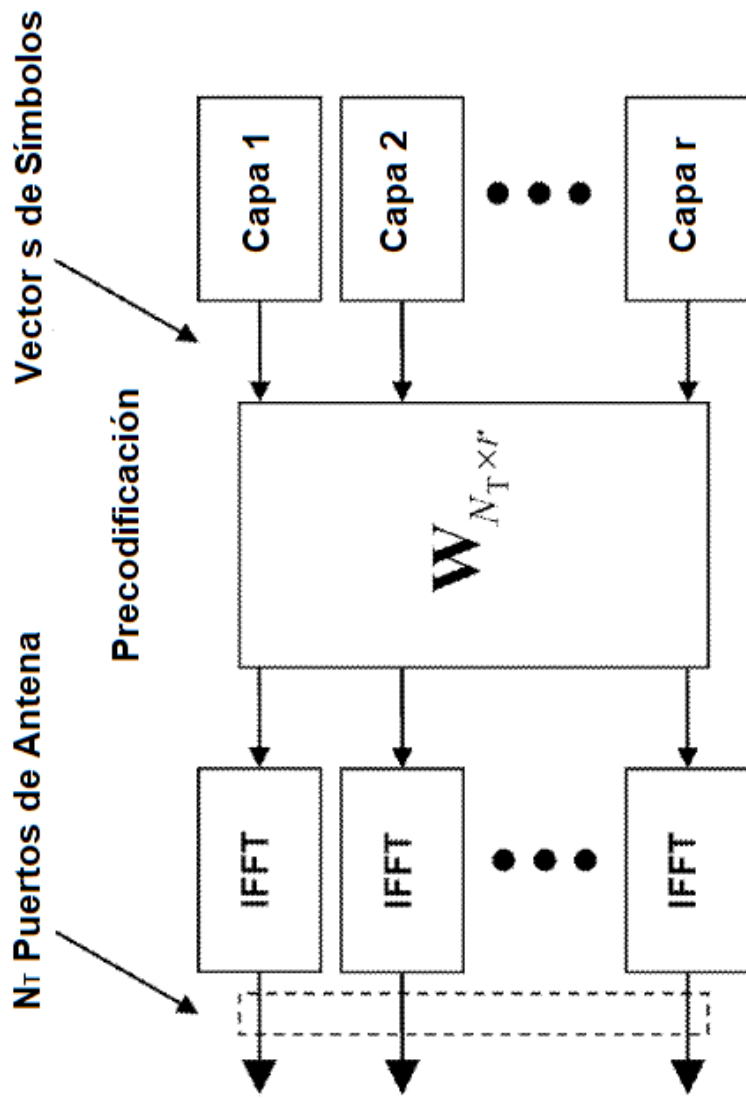 Vector s de Símbolos
Precodificación
N_T Puertos de Antena
Capa 1
Capa 2
Capa r
W_{N_T×r}
IFFT
IFFT
IFFT